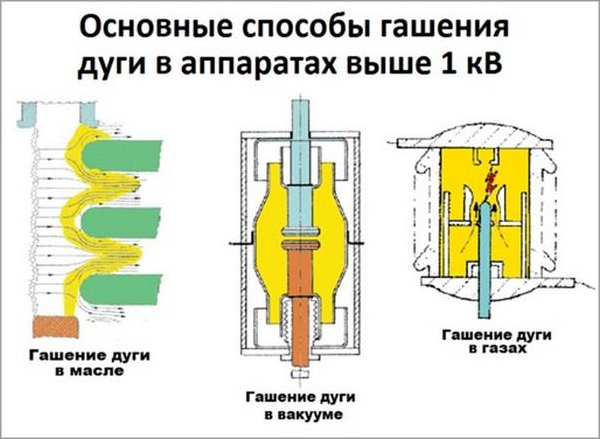 Основные способы гашения
дуги в аппаратах выше 1 кВ
Гашение дуги
в масле
Гашение дуги
в вакууме
Гашение дуги
в газах